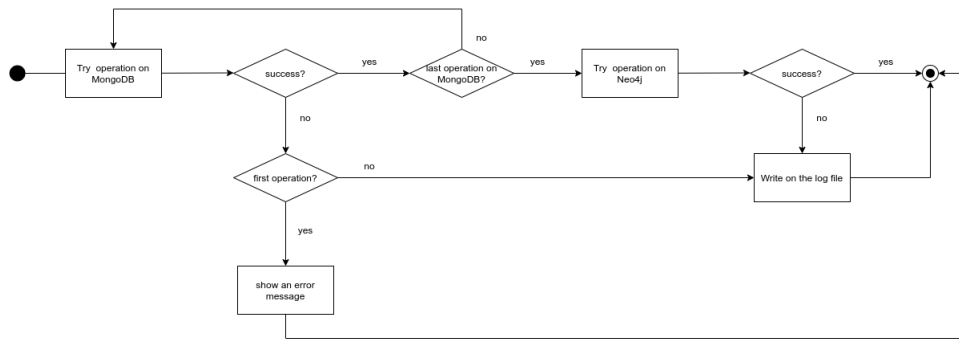 no
Try operation on
MongoDB
success?
yes
last operation on
MongoDB?
yes
Try operation on
Neo4j
success?
yes
no
no
first operation?
no
Write on the log file
yes
show an error
message